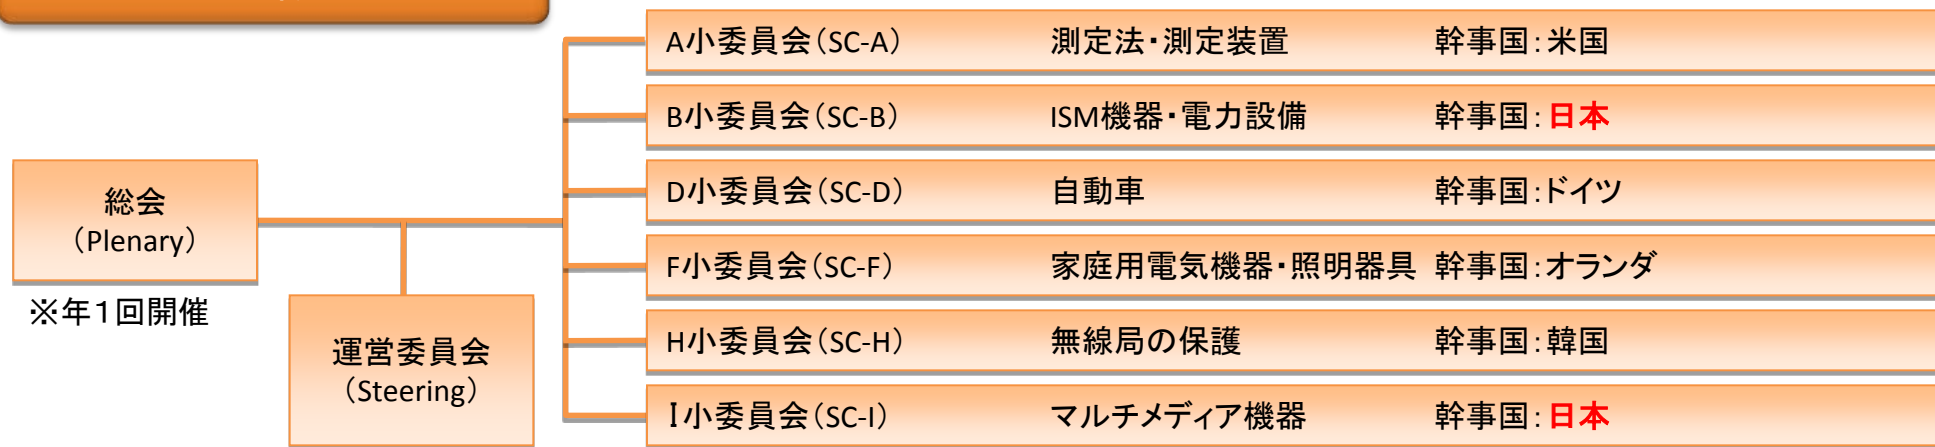 A小委員会(SC-A) 測定法・測定装置 幹事国:米国
B小委員会(SC-B) ISM機器・電力設備 幹事国:日本
D小委員会(SC-D) 自動車 幹事国:ドイツ
F小委員会(SC-F) 家庭用電気機器・照明器具 幹事国:オランダ
H小委員会(SC-H) 無線局の保護 幹事国:韓国
I小委員会(SC-I) マルチメディア機器 幹事国:日本
総会
(Plenary)
※年1回開催
運営委員会
(Steering)